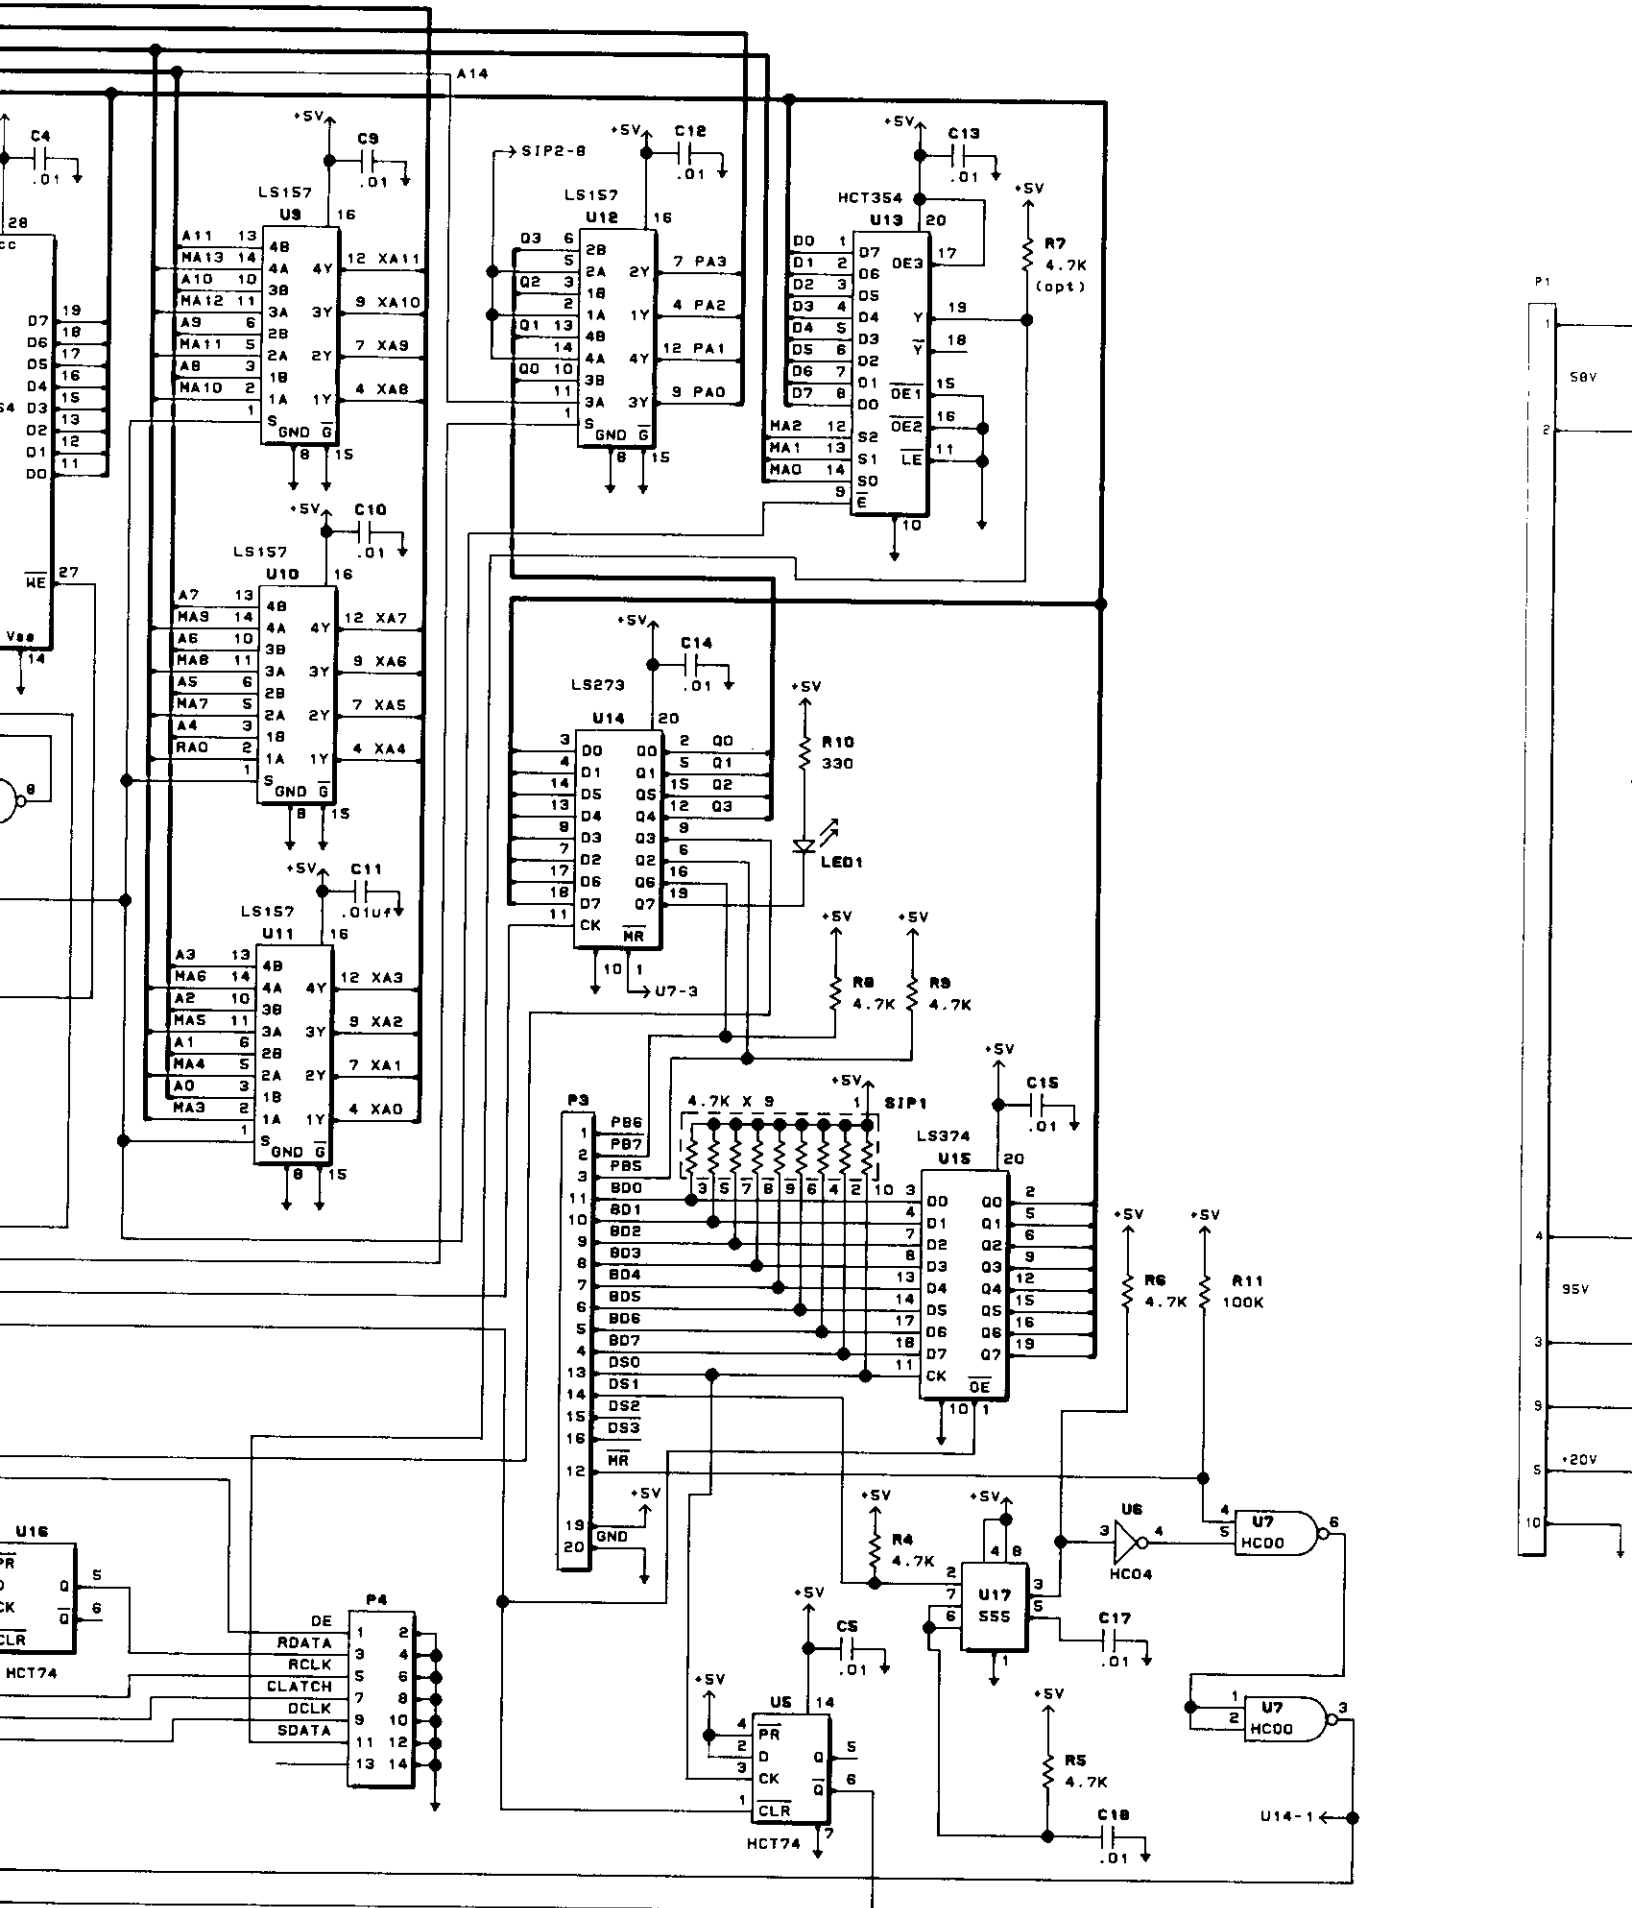 A14
C4
.01
28
CC
D7 19
D6 18
D5 17
D4 16
D3 15
D2 13
D1 12
D0 11
WE 27
Vss
14
8
+5V
C9
.01
LS157
U9
16
A11 13 4B
MA13 14 4A 4Y 12 XA11
A10 10 3B
MA12 11 3A 3Y 9 XA10
A9 6 2B
MA11 5 2A 2Y 7 XA9
A8 3 1B
MA10 2 1A 1Y 4 XA8
1 S
GND G
8 15
+5V
C10
.01
LS157
U10
16
A7 13 4B
MA9 14 4A 4Y 12 XA7
A6 10 3B
MA8 11 3A 3Y 9 XA6
A5 6 2B
MA7 5 2A 2Y 7 XA5
A4 3 1B
RA0 2 1A 1Y 4 XA4
1 S
GND G
8 15
+5V
C11
.01uf
LS157
U11
16
A3 13 4B
MA6 14 4A 4Y 12 XA3
A2 10 3B
MA5 11 3A 3Y 9 XA2
A1 6 2B
MA4 5 2A 2Y 7 XA1
A0 3 1B
MA3 2 1A 1Y 4 XA0
1 S
GND G
8 15
SIP2-8
+5V
C12
.01
LS157
U12
16
Q3 6 2B
5 2A 2Y 7 PA3
Q2 3 1B
2 1A 1Y 4 PA2
Q1 13 4B
14 4A 4Y 12 PA1
Q0 10 3B
11 3A 3Y 9 PA0
1 S
GND G
8 15
+5V
C13
.01
HCT354
U13
20
D0 1 D7
D1 2 D6 OE3 17
D2 3 D5
D3 4 D4 Y 19
D4 5 D3
D5 6 D2 Y 18
D6 7 D1
D7 8 D0 OE1 15
MA2 12 S2 OE2 16
MA1 13 S1 LE 11
MA0 14 S0
9 E
10
+5V
R7
4.7K
(opt)
+5V
C14
.01
LS273
U14
20
3 D0 Q0 2 Q0
4 D1 Q1 5 Q1
14 D5 Q5 15 Q2
13 D4 Q4 12 Q3
8 D3 Q3 9
7 D2 Q2 6
17 D6 Q6 16
18 D7 Q7 19
11 CK
MR
10 1
U7-3
+5V
R10
330
LED1
+5V
R8
4.7K
+5V
R9
4.7K
P3
1 PB6
2 PB7
3 PB5
11 BD0
10 BD1
9 BD2
8 BD3
7 BD4
6 BD5
5 BD6
4 BD7
13 DS0
14 DS1
15 DS2
16 DS3
12 MR
19 +5V
20 GND
4.7K X 9
+5V
1
SIP1
3 5 7 8 9 6 4 2 10
+5V
C15
.01
LS374
U15
20
3 D0 Q0 2
4 D1 Q1 5
7 D2 Q2 6
8 D3 Q3 9
13 D4 Q4 12
14 D5 Q5 15
17 D6 Q6 16
18 D7 Q7 19
11 CK
OE
10 1
+5V
R6
4.7K
+5V
R11
100K
+5V
R4
4.7K
+5V
4 8
U17
555
2
7
6
3
5
1
C17
.01
U6
3 4
HC04
4
5
U7
HC00
6
1
2
U7
HC00
3
U14-1
+5V
R5
4.7K
C18
.01
+5V
C5
.01
+5V
U5
14
4 PR
2 D Q 5
3 CK Q 6
1 CLR
HCT74
7
U16
PR
Q 5
CK
Q 6
CLR
HCT74
P4
DE 1 2
RDATA 3 4
RCLK 5 6
CLATCH 7 8
DCLK 9 10
SDATA 11 12
13 14
P1
1
58V
2
4
95V
3
9
5 +20V
10